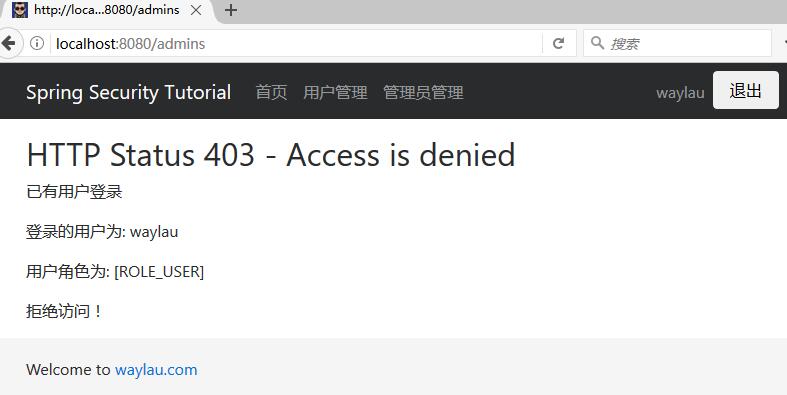 http://loca...8080/admins
localhost:8080/admins
搜索
Spring Security Tutorial 首页 用户管理 管理员管理 waylau 退出
HTTP Status 403 - Access is denied
已有用户登录
登录的用户为: waylau
用户角色为: [ROLE_USER]
拒绝访问！
Welcome to waylau.com